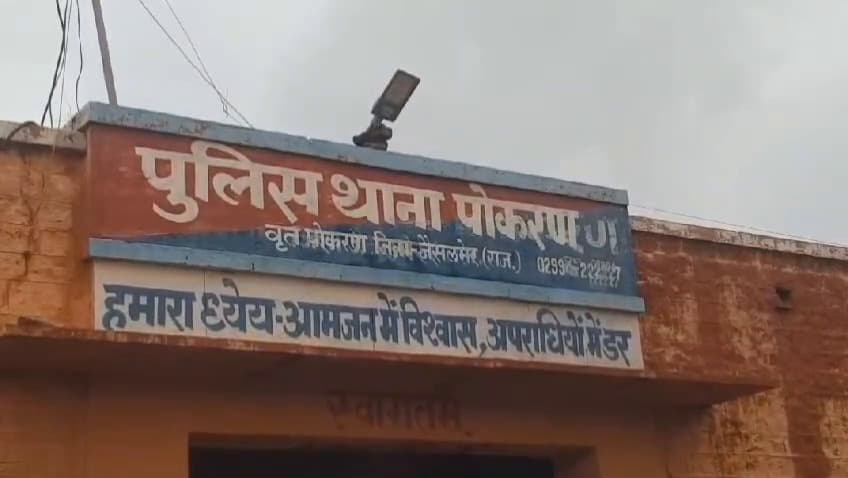 पुलिस थाना पोकरण
वृत पोकरण जैसलमेर (राज.)
हमारा ध्येय-आमजन में विश्वास, अपराधियों में डर
स्वागतम्